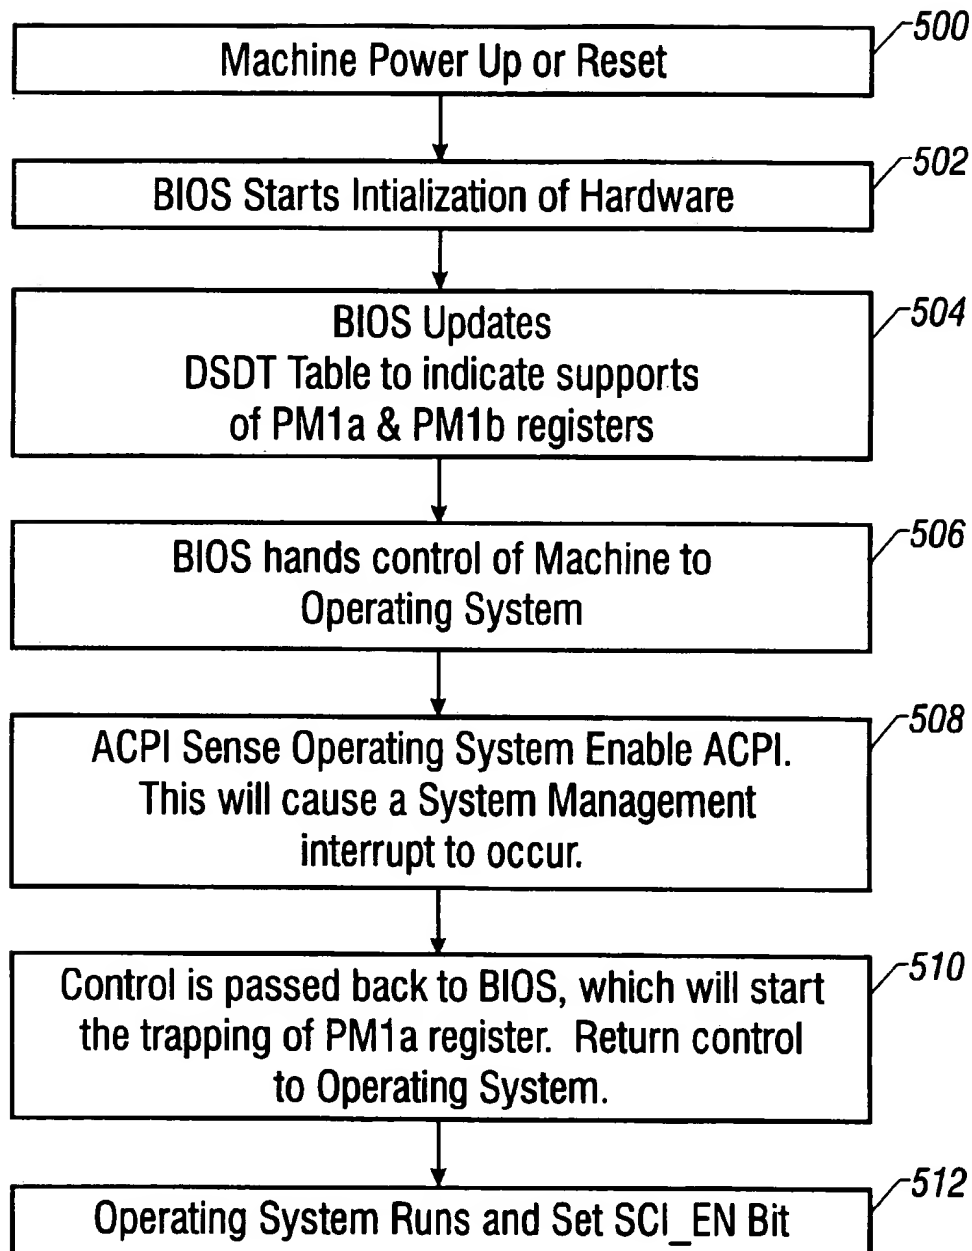 500
Machine Power Up or Reset
502
BIOS Starts Intialization of Hardware
504
BIOS Updates
DSDT Table to indicate supports
of PM1a & PM1b registers
506
BIOS hands control of Machine to
Operating System
508
ACPI Sense Operating System Enable ACPI.
This will cause a System Management
interrupt to occur.
510
Control is passed back to BIOS, which will start
the trapping of PM1a register. Return control
to Operating System.
512
Operating System Runs and Set SCI_EN Bit